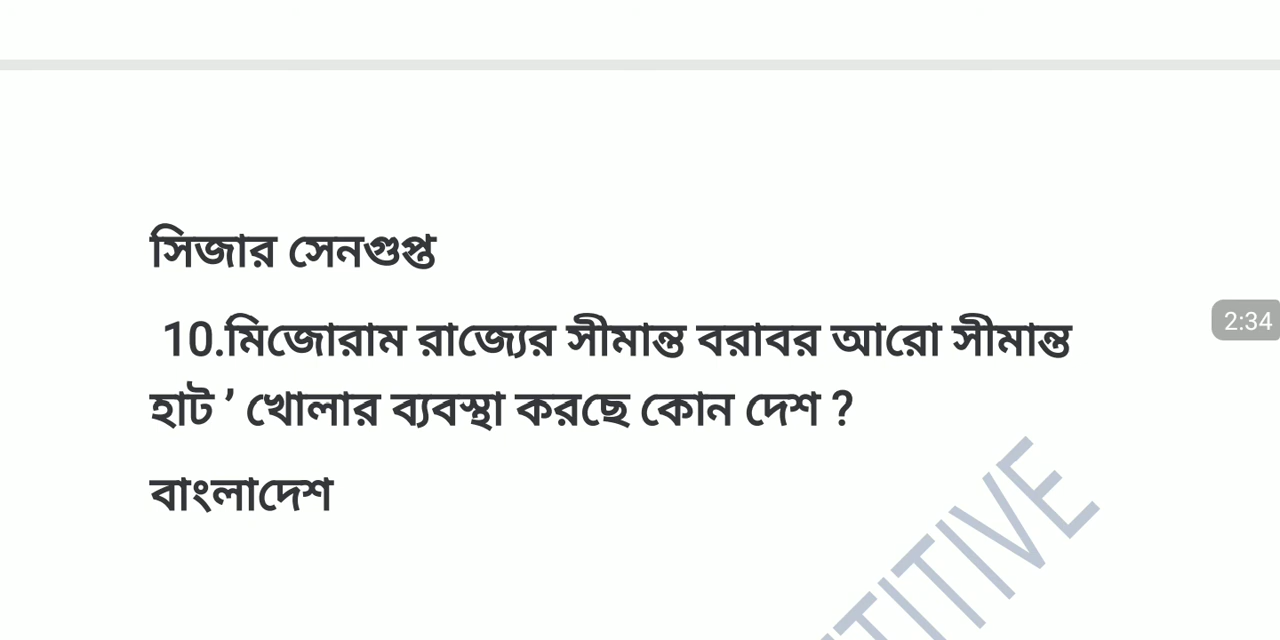 সিজার সেনগুপ্ত
10.মিজোরাম রাজ্যের সীমান্ত বরাবর আরো সীমান্ত
হাট ’ খোলার ব্যবস্থা করছে কোন দেশ ?
বাংলাদেশ
2:34